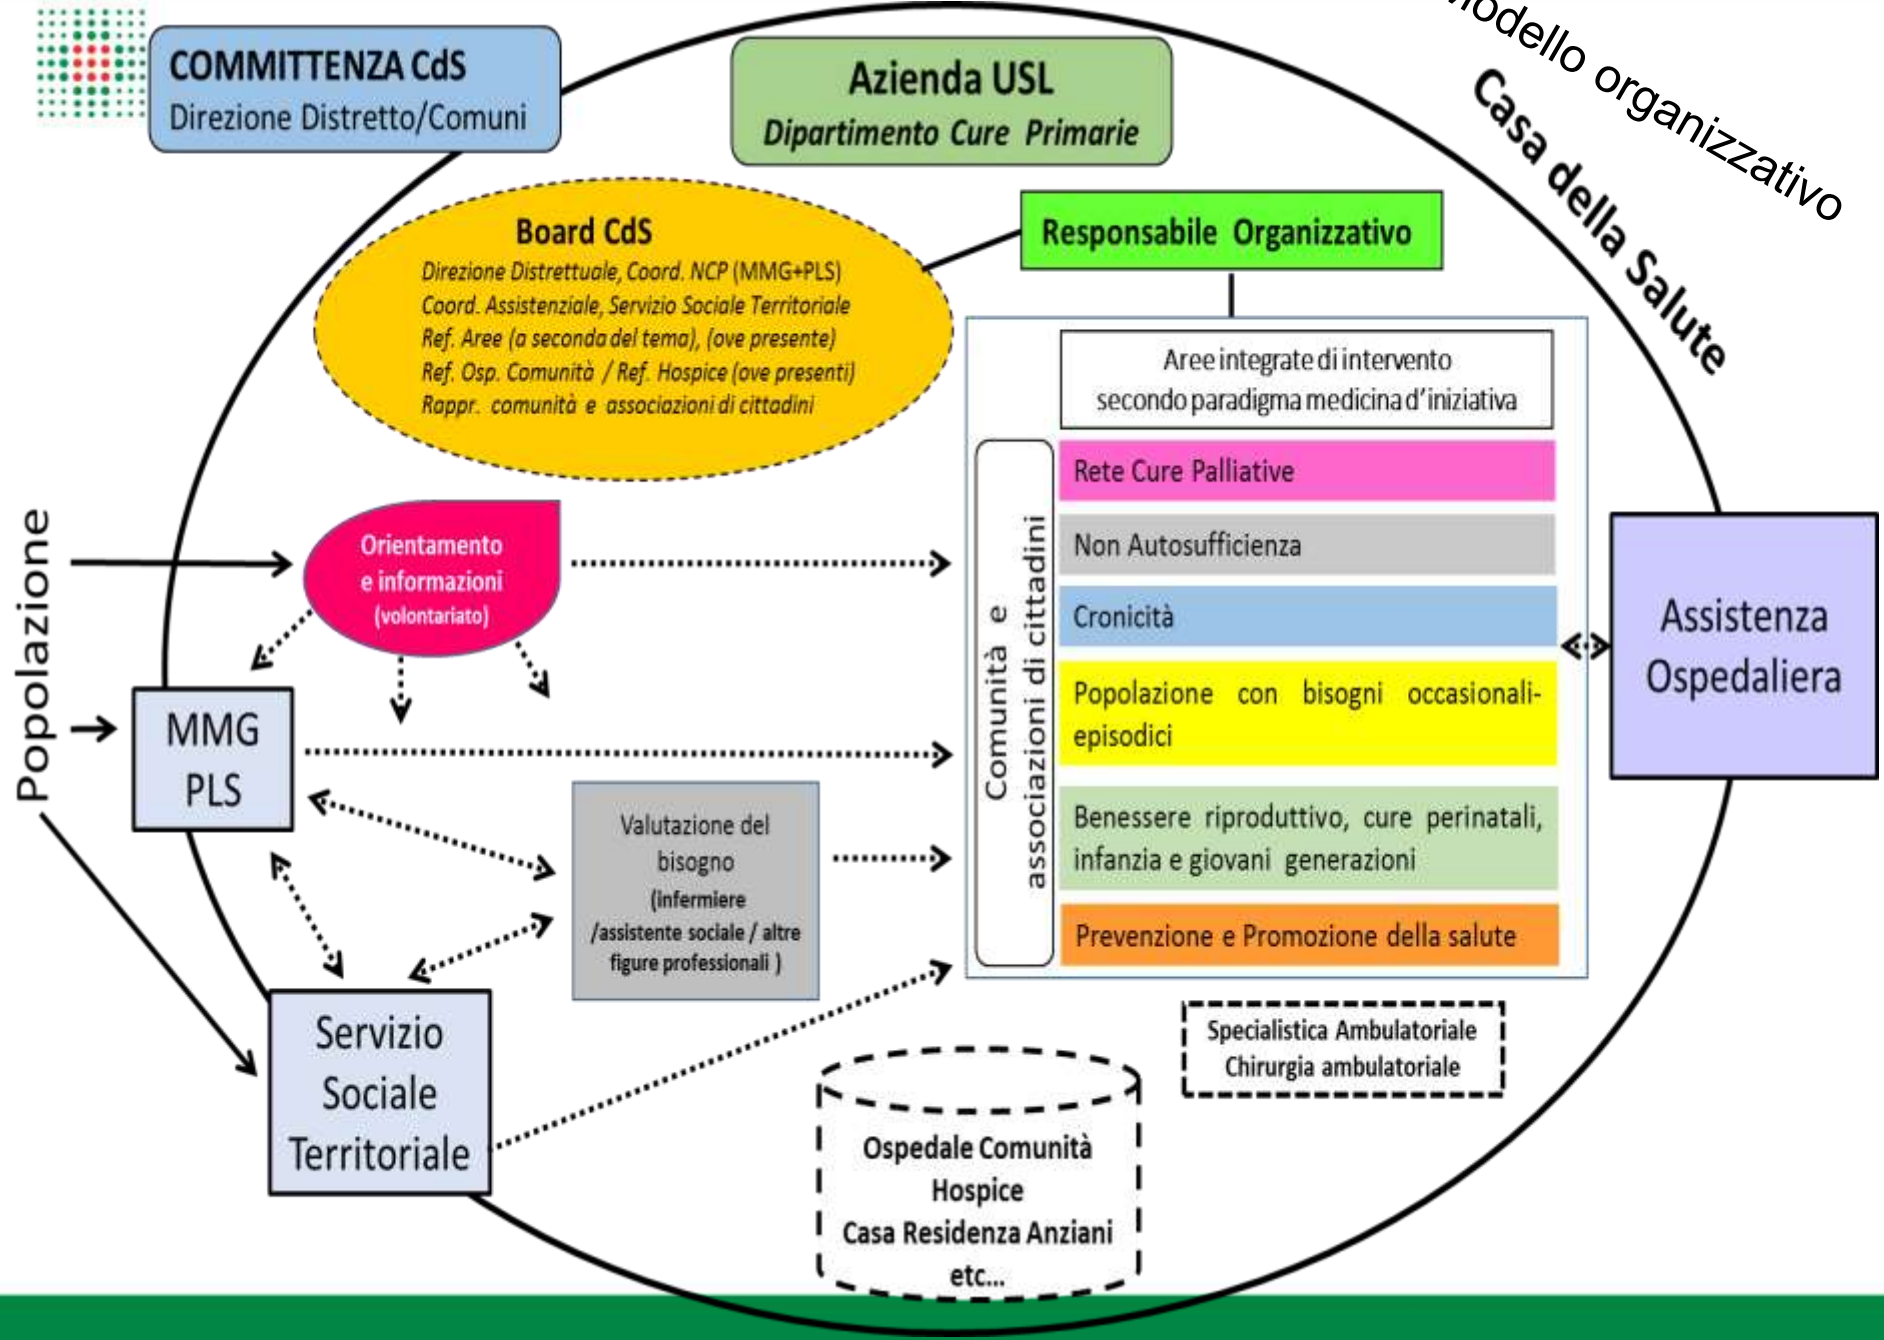 COMMITTENZA CdS
Direzione Distretto/Comuni
Azienda USL
Dipartimento Cure Primarie
Modello organizzativo
Casa della Salute
Board CdS
Direzione Distrettuale, Coord. NCP (MMG+PLS)
Coord. Assistenziale, Servizio Sociale Territoriale
Ref. Aree (a seconda del tema), (ove presente)
Ref. Osp. Comunità / Ref. Hospice (ove presenti)
Rappr. comunità e associazioni di cittadini
Responsabile Organizzativo
Aree integrate di intervento
secondo paradigma medicina d'iniziativa
Comunità e
associazioni di cittadini
Rete Cure Palliative
Non Autosufficienza
Cronicità
Popolazione con bisogni occasionali-
episodici
Benessere riproduttivo, cure perinatali,
infanzia e giovani generazioni
Prevenzione e Promozione della salute
Popolazione
Orientamento
e informazioni
(volontariato)
MMG
PLS
Valutazione del
bisogno
(infermiere
/assistente sociale / altre
figure professionali )
Servizio
Sociale
Territoriale
Assistenza
Ospedaliera
Specialistica Ambulatoriale
Chirurgia ambulatoriale
Ospedale Comunità
Hospice
Casa Residenza Anziani
etc...